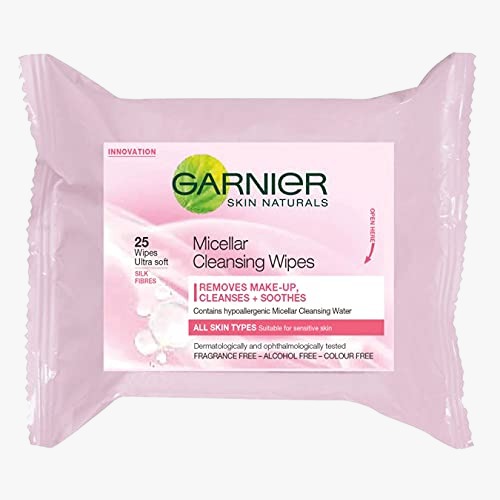 INNOVATION
GARNIER
SKIN NATURALS
OPEN HERE
25
Wipes
Ultra soft
SILK
FIBRES
Micellar
Cleansing Wipes
REMOVES MAKE-UP,
CLEANSES + SOOTHES
Contains hypoallergenic Micellar Cleansing Water
ALL SKIN TYPES Suitable for sensitive skin
Dermatologically and ophthalmologically tested
FRAGRANCE FREE – ALCOHOL FREE – COLOUR FREE